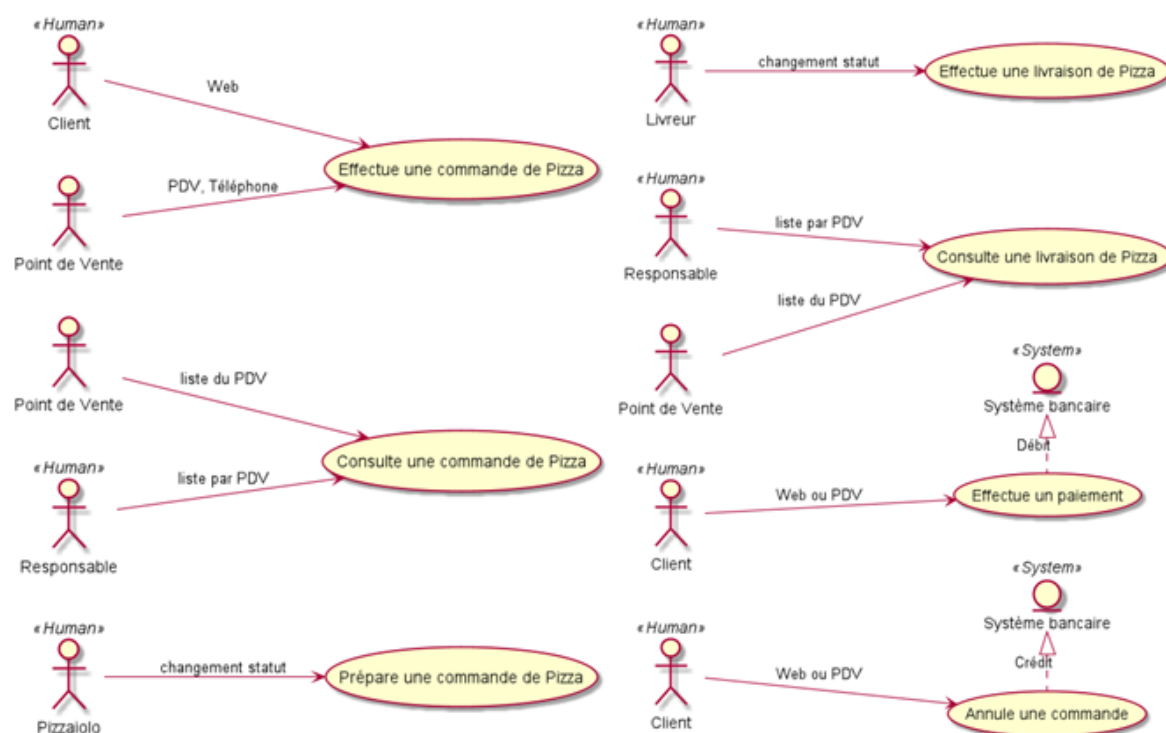 «Human»
Client
Web
Effectue une commande de Pizza
PDV, Téléphone
Point de Vente
Point de Vente
liste du PDV
Consulte une commande de Pizza
«Human»
liste par PDV
Responsable
«Human»
changement statut
Prépare une commande de Pizza
Pizzaiolo
«Human»
changement statut
Effectue une livraison de Pizza
Livreur
«Human»
liste par PDV
Responsable
Consulte une livraison de Pizza
liste du PDV
Point de Vente
«System»
Système bancaire
Débit
«Human»
Web ou PDV
Effectue un paiement
Client
«System»
Système bancaire
Crédit
«Human»
Web ou PDV
Annule une commande
Client